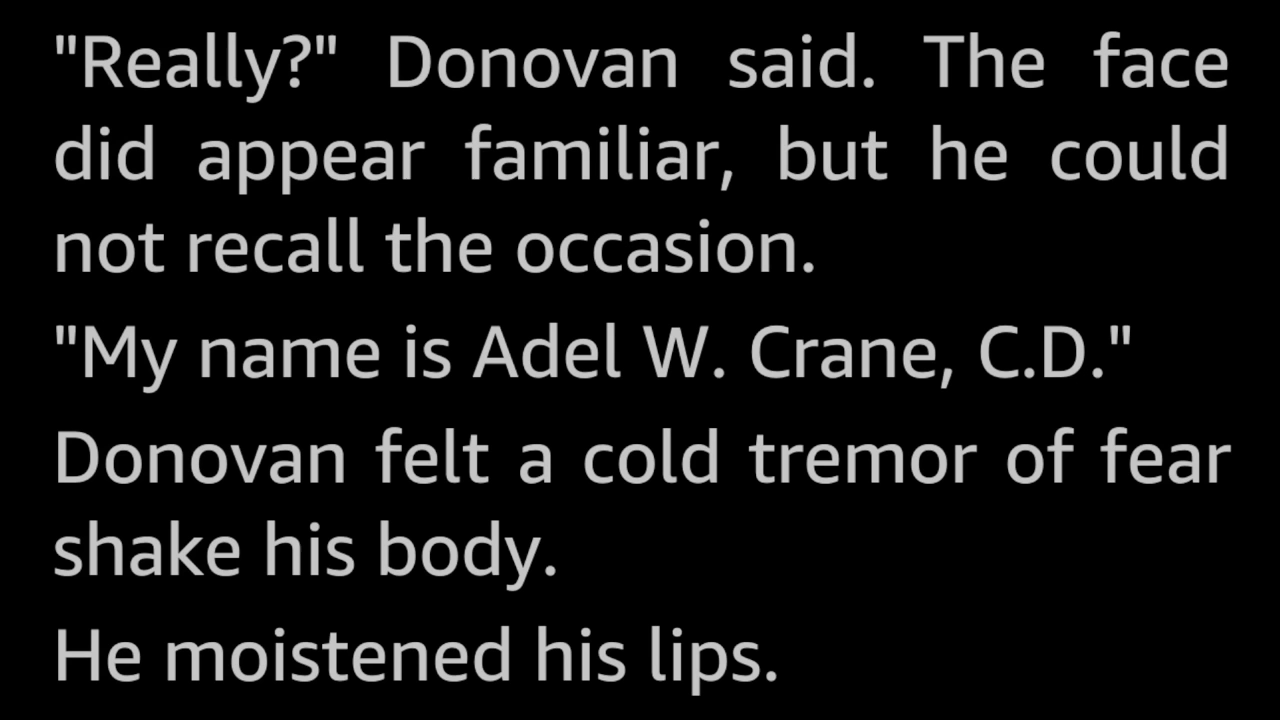 "Really?" Donovan said. The face
did appear familiar, but he could
not recall the occasion.
"My name is Adel W. Crane, C.D."
Donovan felt a cold tremor of fear
shake his body.
He moistened his lips.